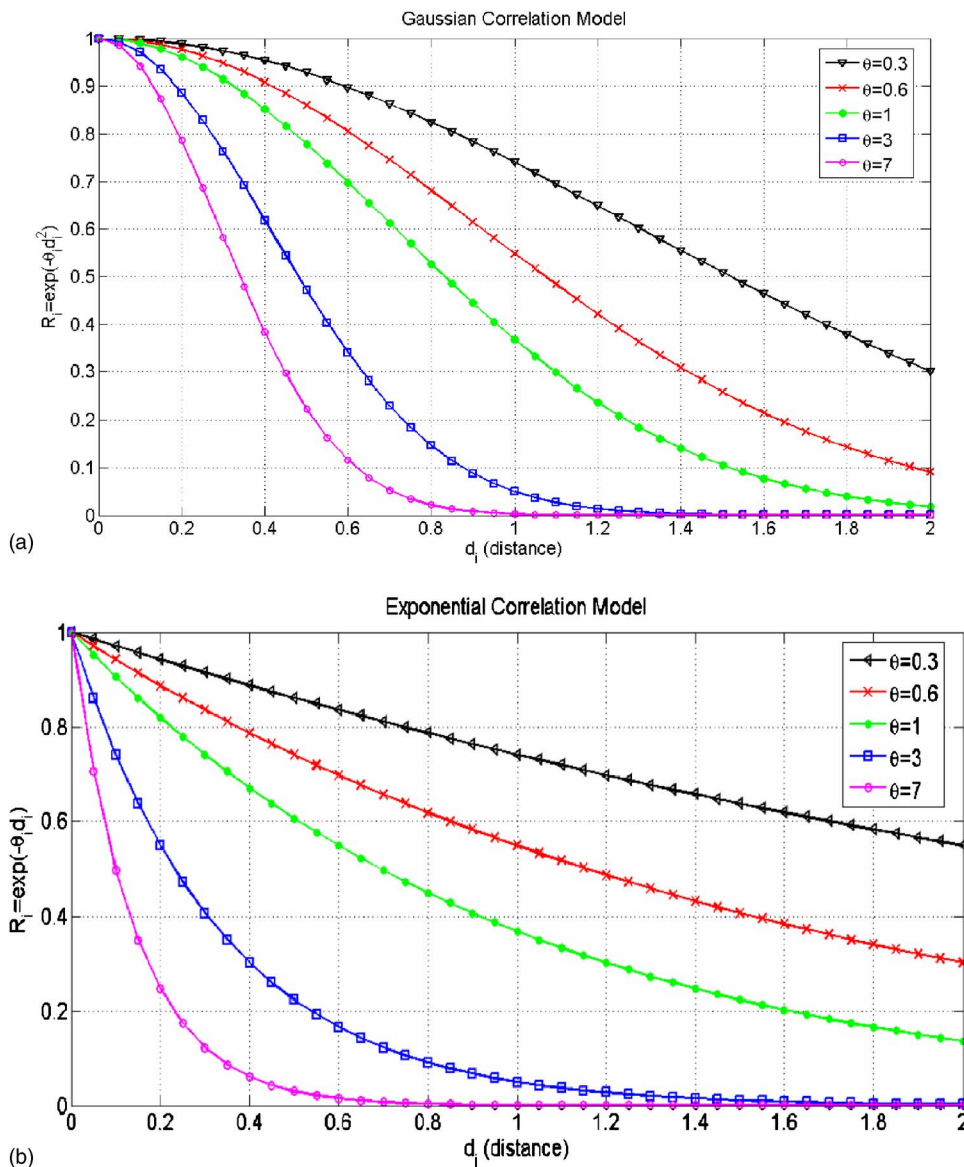 Gaussian Correlation Model
1
0.9
0.8
0.7
0.6
0.5
0.4
0.3
0.2
0.1
0
R_i=exp(-θ_i d_i^2)
θ=0.3
θ=0.6
θ=1
θ=3
θ=7
0 0.2 0.4 0.6 0.8 1 1.2 1.4 1.6 1.8 2
d_i (distance)
(a)
Exponential Correlation Model
1
0.8
0.6
0.4
0.2
0
R_i=exp(-θ_i d_i)
θ=0.3
θ=0.6
θ=1
θ=3
θ=7
0 0.2 0.4 0.6 0.8 1 1.2 1.4 1.6 1.8 2
d_i (distance)
(b)